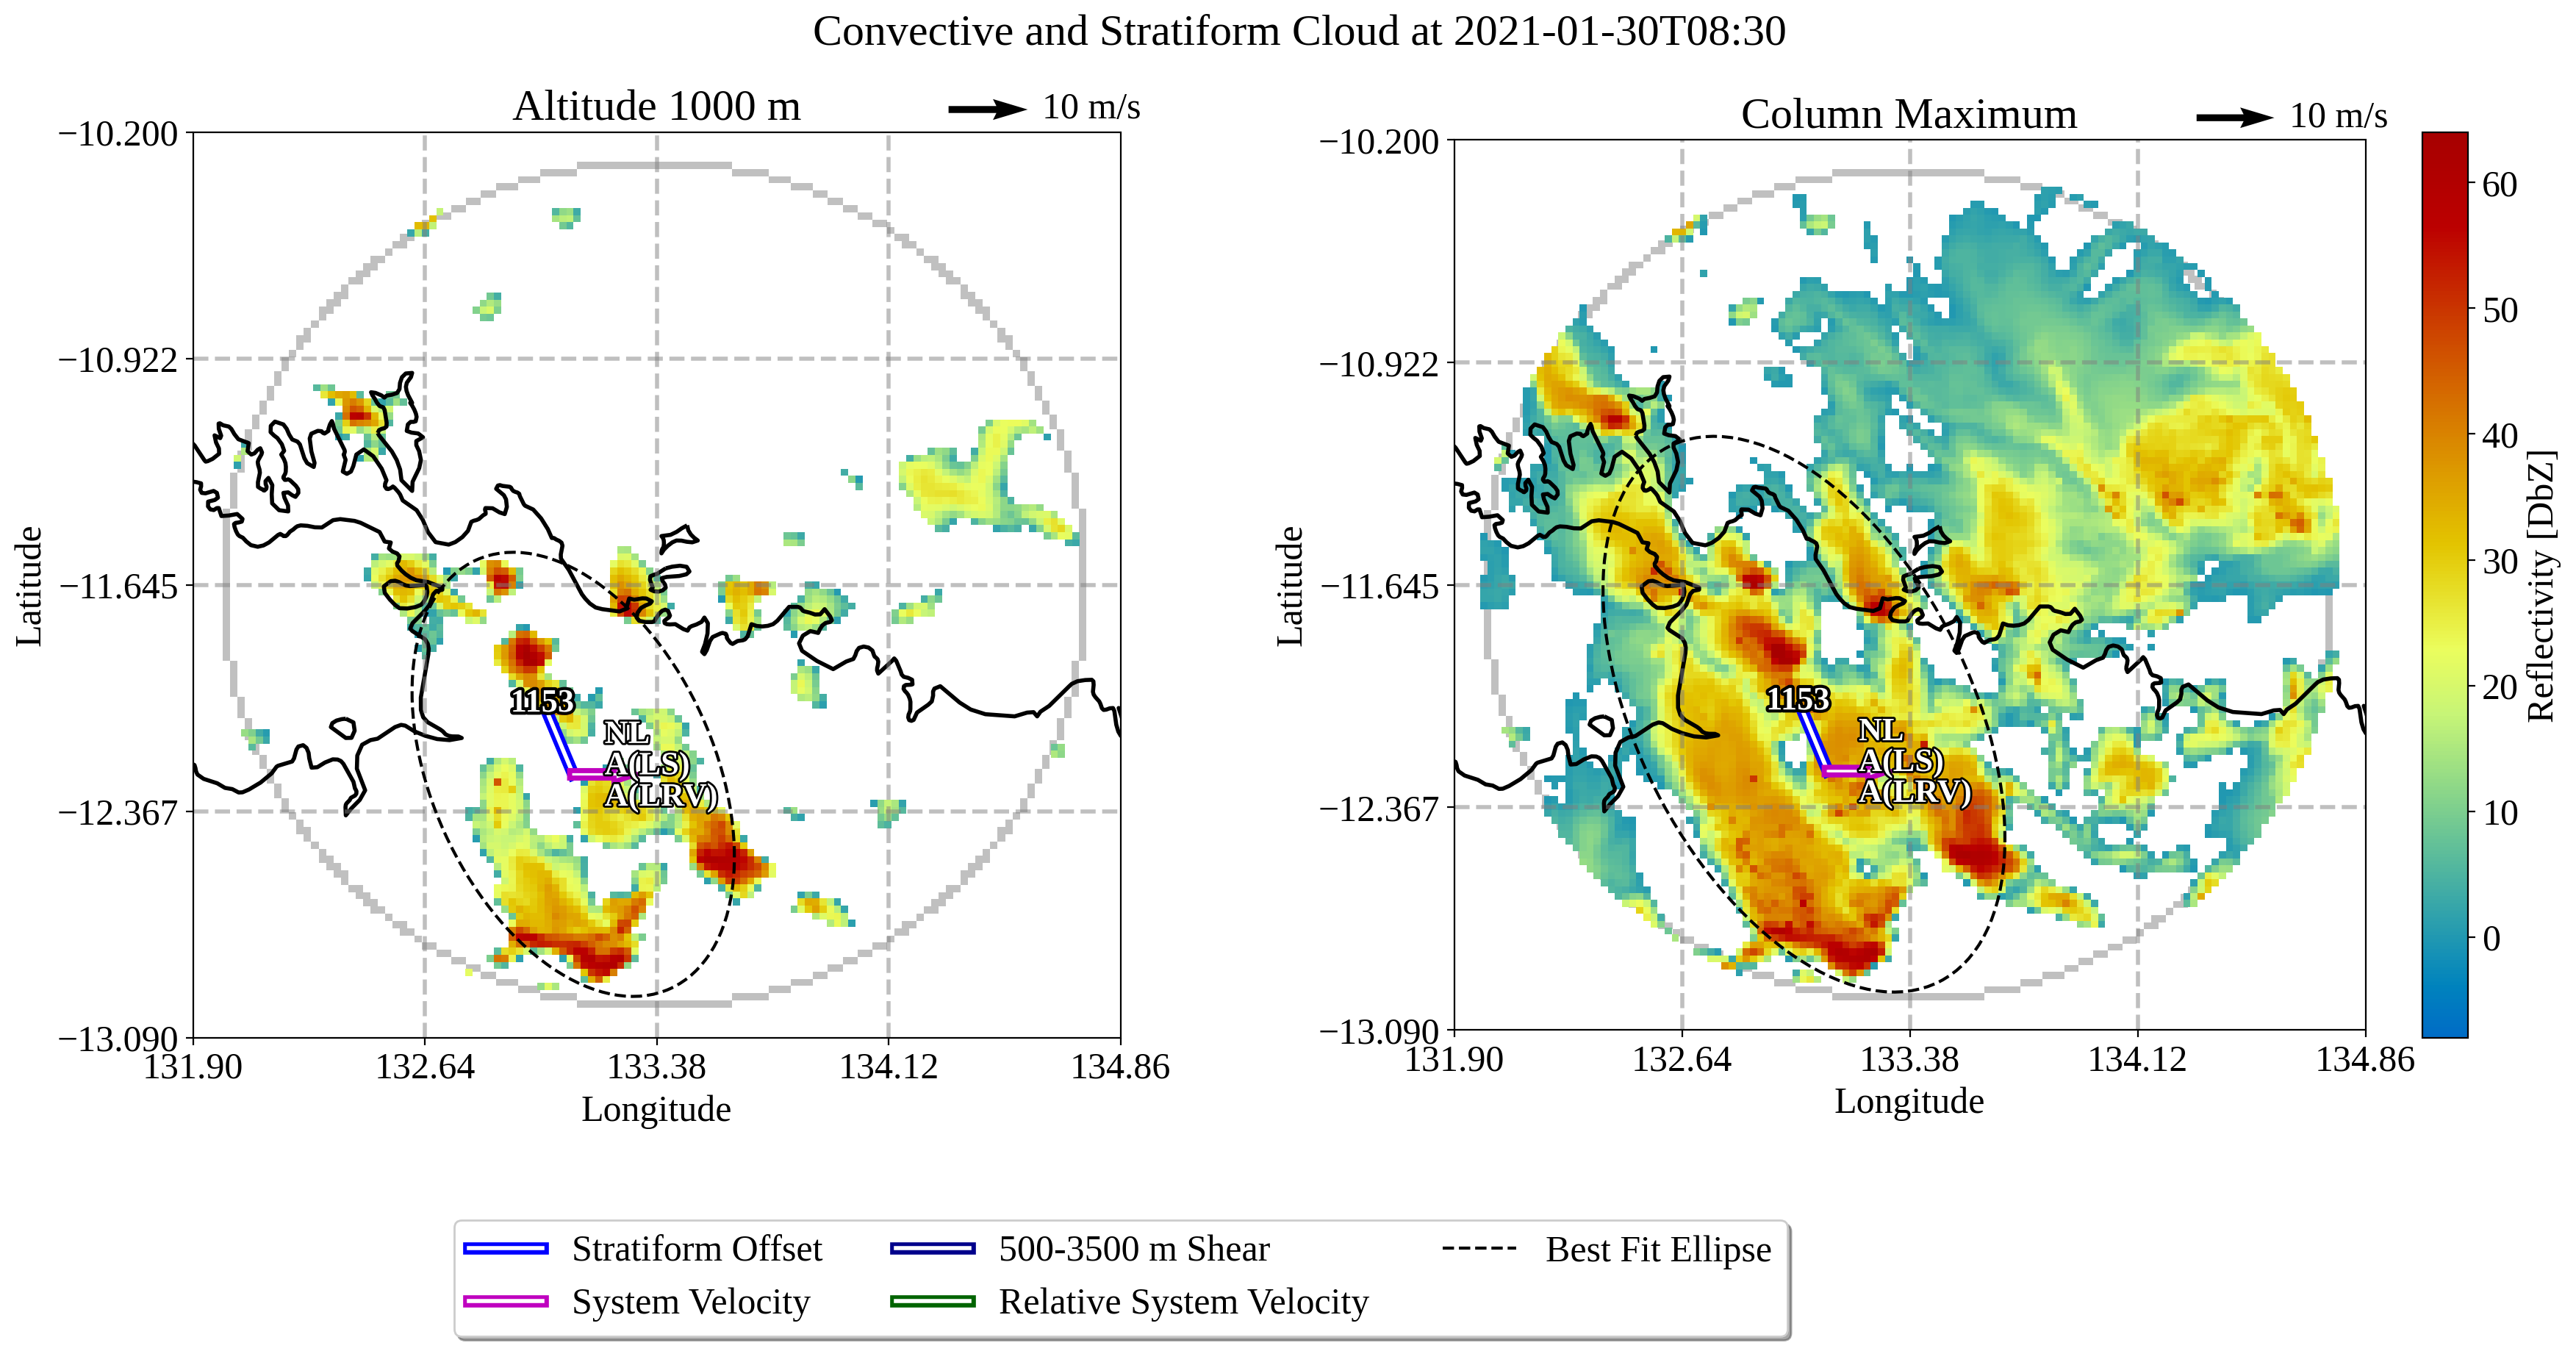 Convective and Stratiform Cloud at 2021-01-30T08:30
Altitude 1000 m
10 m/s
−10.200
−10.922
−11.645
−12.367
−13.090
131.90
132.64
133.38
134.12
134.86
Latitude
Longitude
1153
NL
A(LS)
A(LRV)
Column Maximum
10 m/s
−10.200
−10.922
−11.645
−12.367
−13.090
131.90
132.64
133.38
134.12
134.86
Latitude
Longitude
1153
NL
A(LS)
A(LRV)
60
50
40
30
20
10
0
Reflectivity [DbZ]
Stratiform Offset
System Velocity
500-3500 m Shear
Relative System Velocity
Best Fit Ellipse